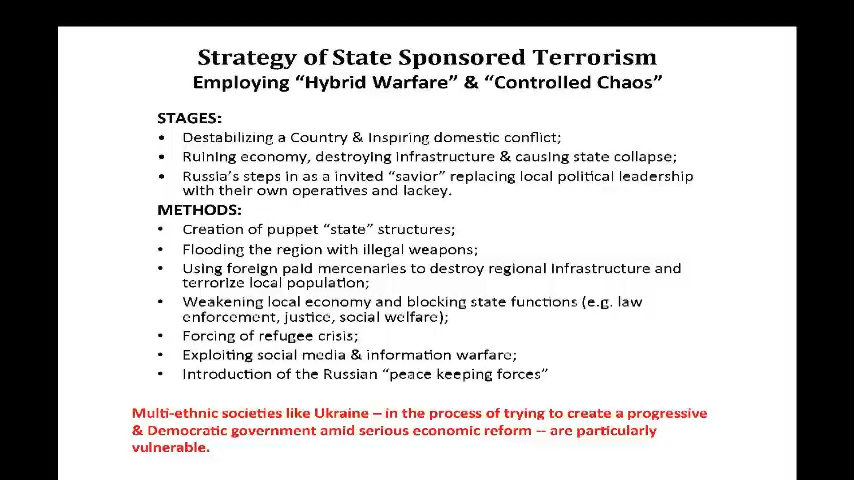 Strategy of State Sponsored Terrorism
Employing “Hybrid Warfare” & “Controlled Chaos”
STAGES:
• Destabilizing a Country & Inspiring domestic conflict;
• Ruining economy, destroying infrastructure & causing state collapse;
• Russia’s steps in as a invited “savior” replacing local political leadership
with their own operatives and lackey.
METHODS:
• Creation of puppet “state” structures;
• Flooding the region with illegal weapons;
• Using foreign paid mercenaries to destroy regional infrastructure and
terrorize local population;
• Weakening local economy and blocking state functions (e.g. law
enforcement, justice, social welfare);
• Forcing of refugee crisis;
• Exploiting social media & information warfare;
• Introduction of the Russian “peace keeping forces”
Multi-ethnic societies like Ukraine – in the process of trying to create a progressive
& Democratic government amid serious economic reform -- are particularly
vulnerable.